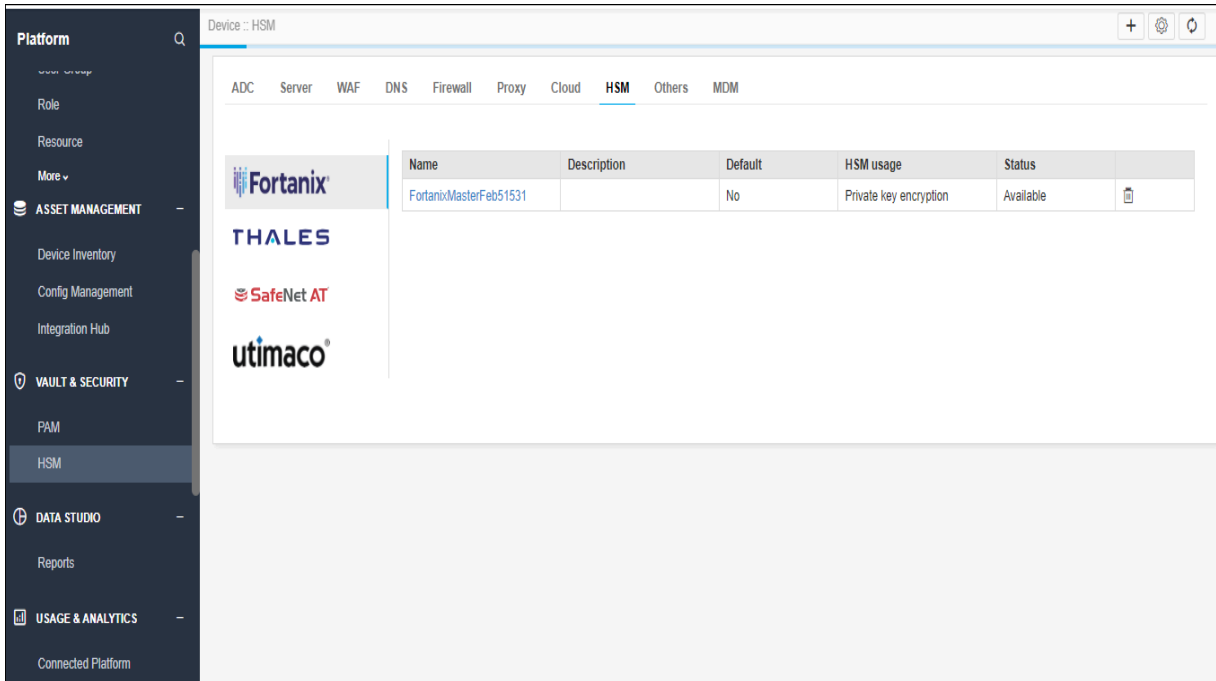 Platform
Role
Resource
More
ASSET MANAGEMENT
Device Inventory
Config Management
Integration Hub
VAULT & SECURITY
PAM
HSM
DATA STUDIO
Reports
USAGE & ANALYTICS
Connected Platform
Device :: HSM
ADC Server WAF DNS Firewall Proxy Cloud HSM Others MDM
Fortanix®
THALES
SafeNet AT
utimaco®
Name Description Default HSM usage Status
FortanixMasterFeb51531 No Private key encryption Available